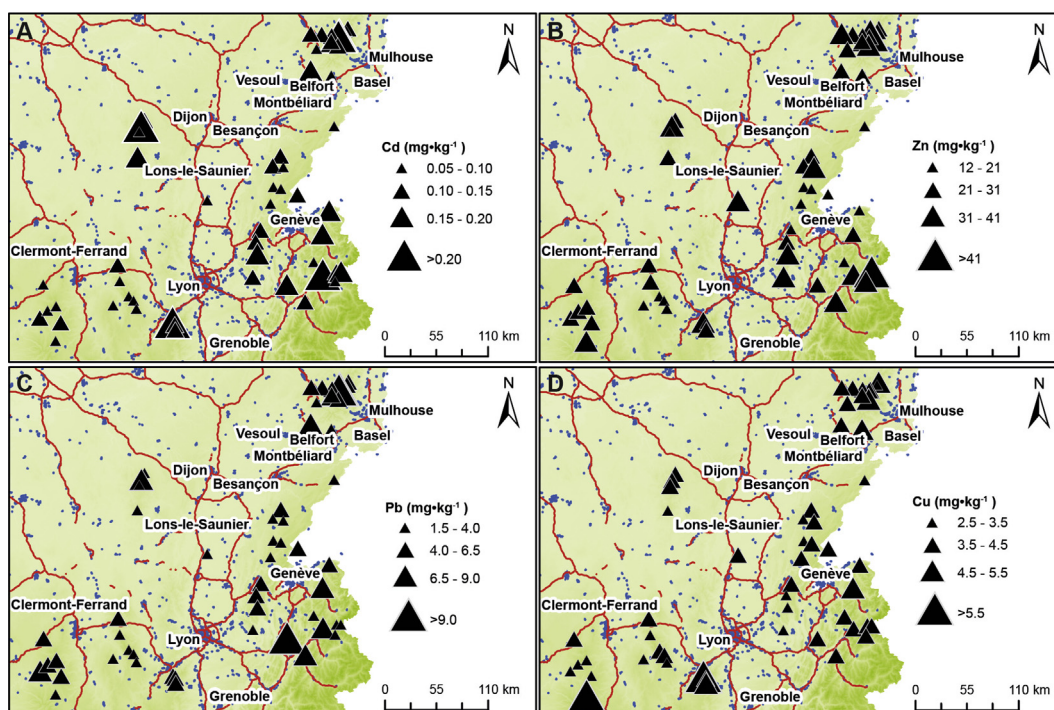 A
N
Mulhouse
Vesoul
Belfort
Basel
Montbéliard
Dijon
Besançon
Cd (mg•kg⁻¹)
0.05 - 0.10
Lons-le-Saunier
0.10 - 0.15
0.15 - 0.20
Genève
Clermont-Ferrand
>0.20
Lyon
Grenoble
0 55 110 km
B
N
Mulhouse
Vesoul
Belfort
Basel
Montbéliard
Dijon
Besançon
Zn (mg•kg⁻¹)
12 - 21
Lons-le-Saunier
21 - 31
31 - 41
Genève
Clermont-Ferrand
>41
Lyon
Grenoble
0 55 110 km
C
N
Mulhouse
Vesoul
Belfort
Basel
Montbéliard
Dijon
Besançon
Pb (mg•kg⁻¹)
1.5 - 4.0
Lons-le-Saunier
4.0 - 6.5
6.5 - 9.0
Genève
Clermont-Ferrand
>9.0
Lyon
Grenoble
0 55 110 km
D
N
Mulhouse
Vesoul
Belfort
Basel
Montbéliard
Dijon
Besançon
Cu (mg•kg⁻¹)
2.5 - 3.5
Lons-le-Saunier
3.5 - 4.5
4.5 - 5.5
Genève
Clermont-Ferrand
>5.5
Lyon
Grenoble
0 55 110 km